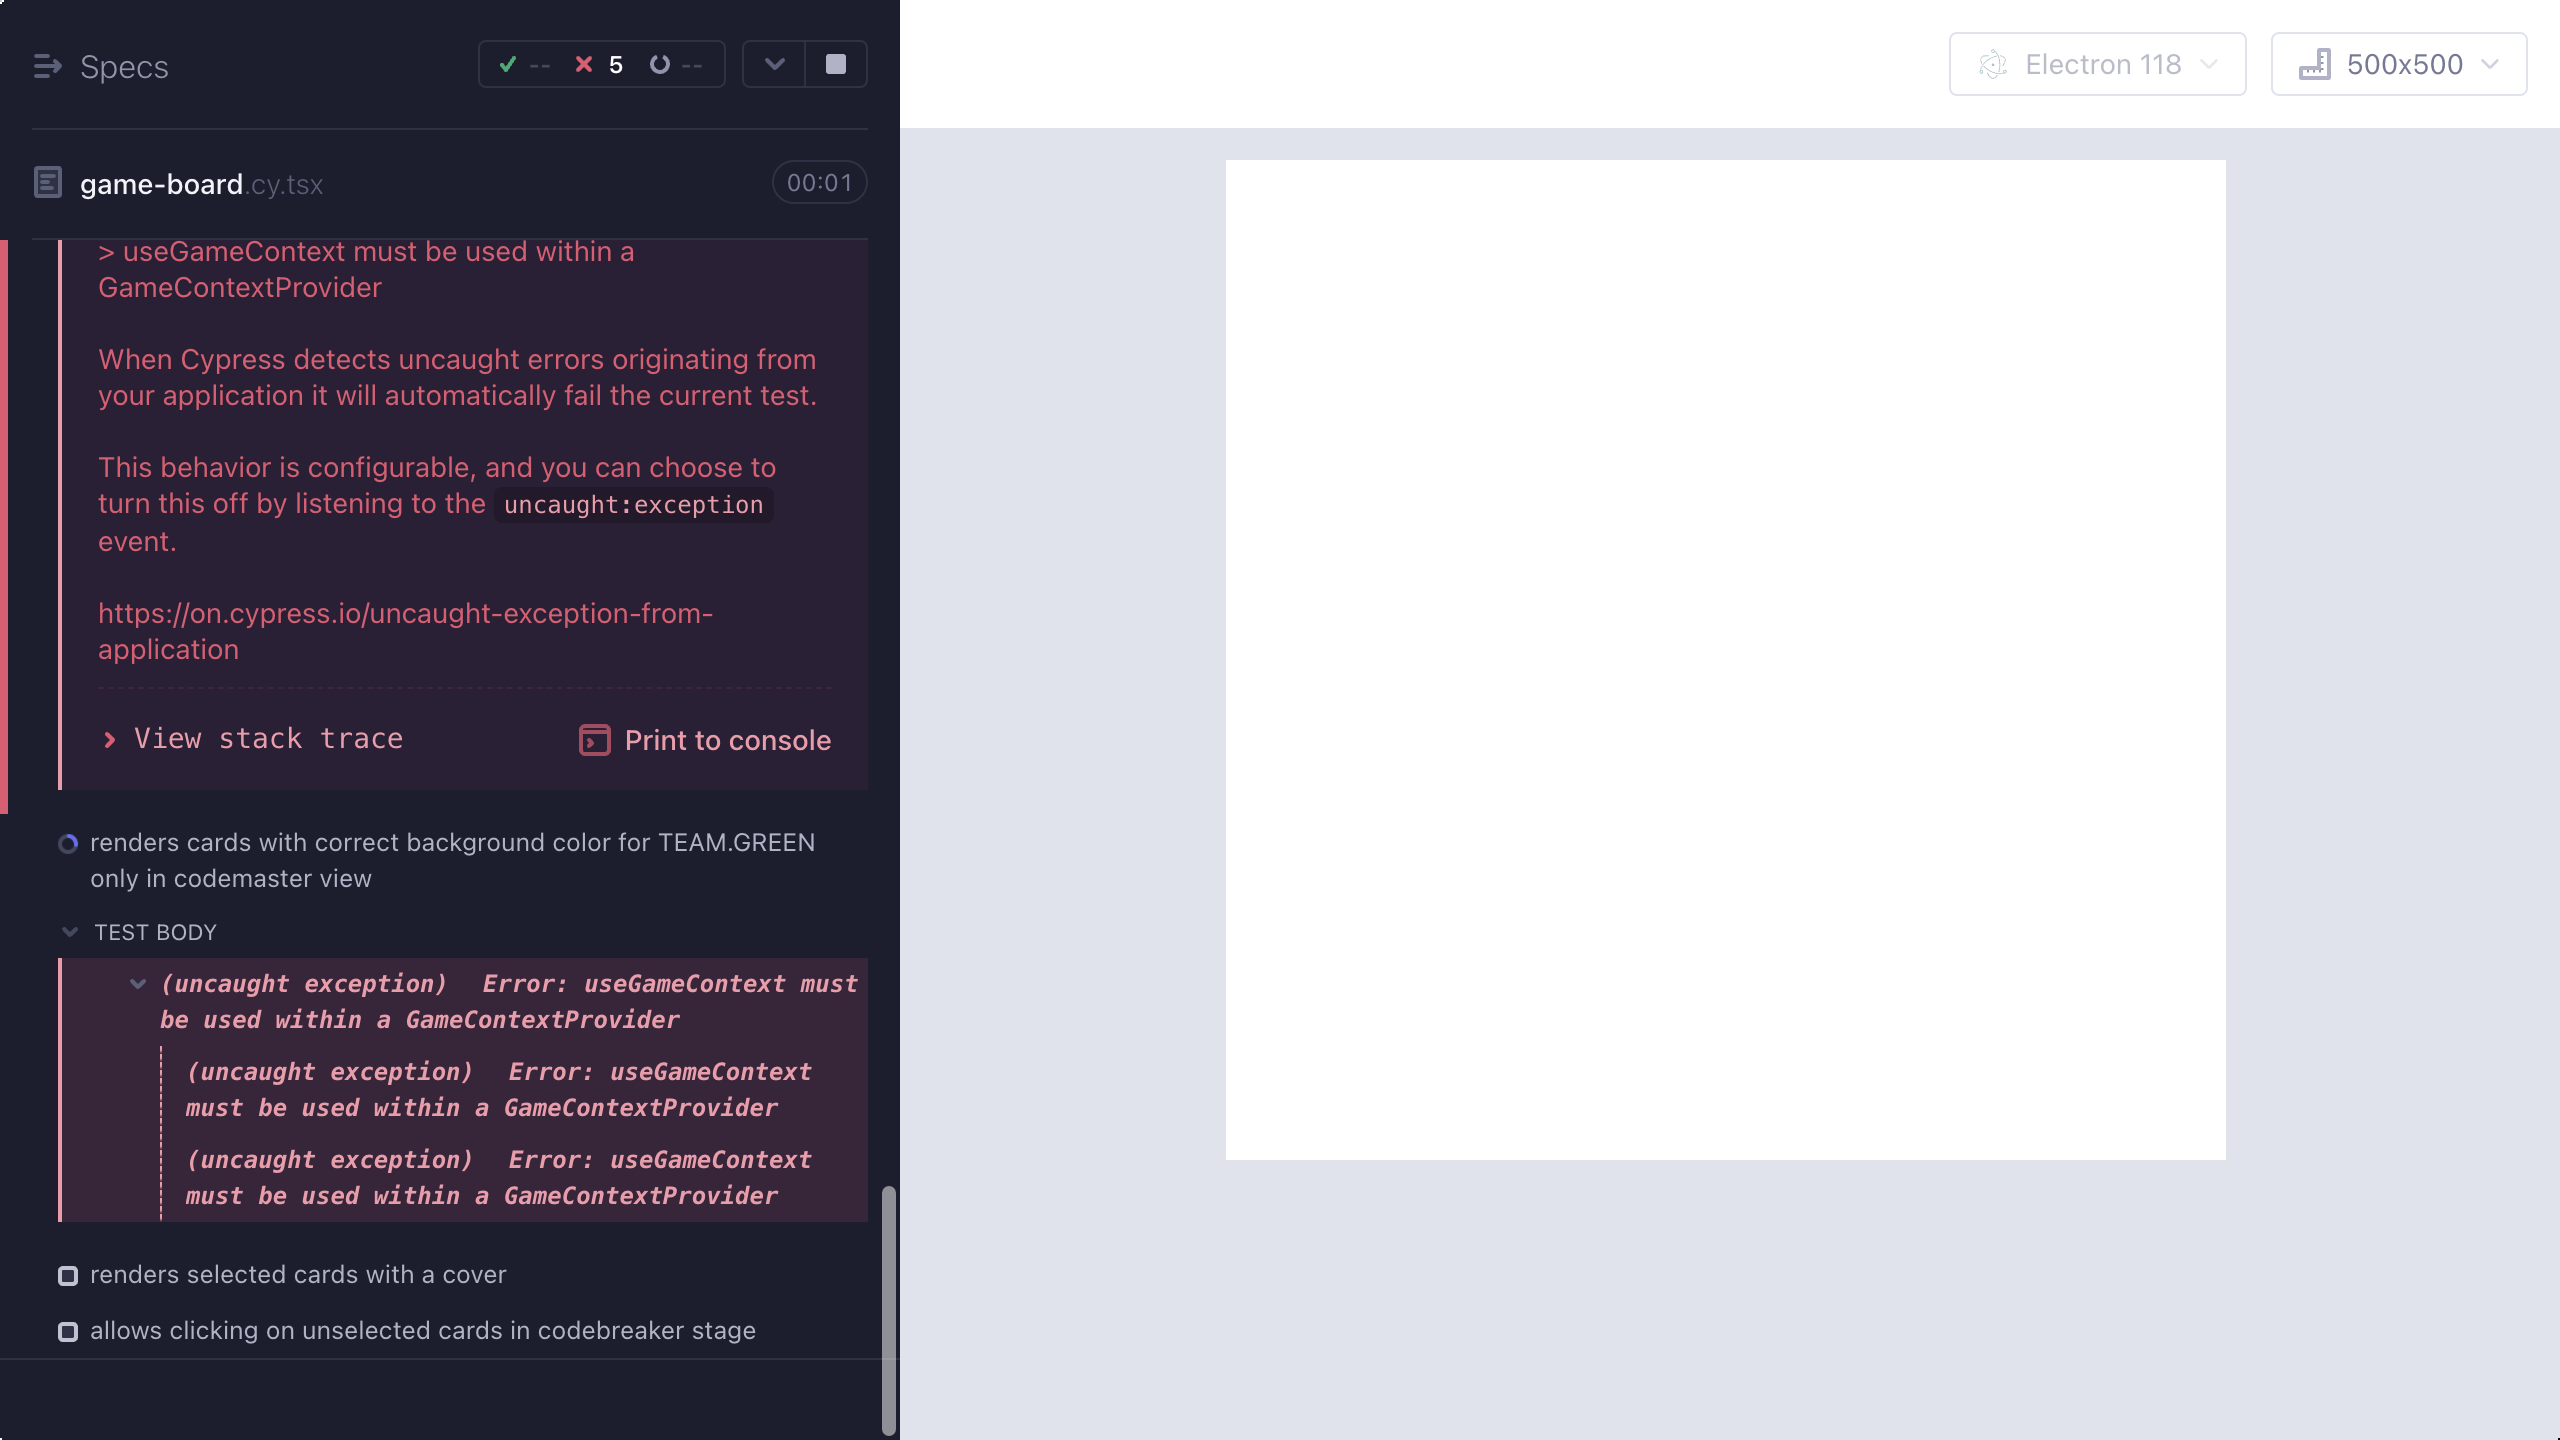 Specs
-- 5 --
Electron 118
500x500
game-board.cy.tsx
00:01
> useGameContext must be used within a
GameContextProvider
When Cypress detects uncaught errors originating from
your application it will automatically fail the current test.
This behavior is configurable, and you can choose to
turn this off by listening to the uncaught:exception
event.
https://on.cypress.io/uncaught-exception-from-
application
View stack trace
Print to console
renders cards with correct background color for TEAM.GREEN
only in codemaster view
TEST BODY
(uncaught exception) Error: useGameContext must
be used within a GameContextProvider
(uncaught exception) Error: useGameContext
must be used within a GameContextProvider
(uncaught exception) Error: useGameContext
must be used within a GameContextProvider
renders selected cards with a cover
allows clicking on unselected cards in codebreaker stage